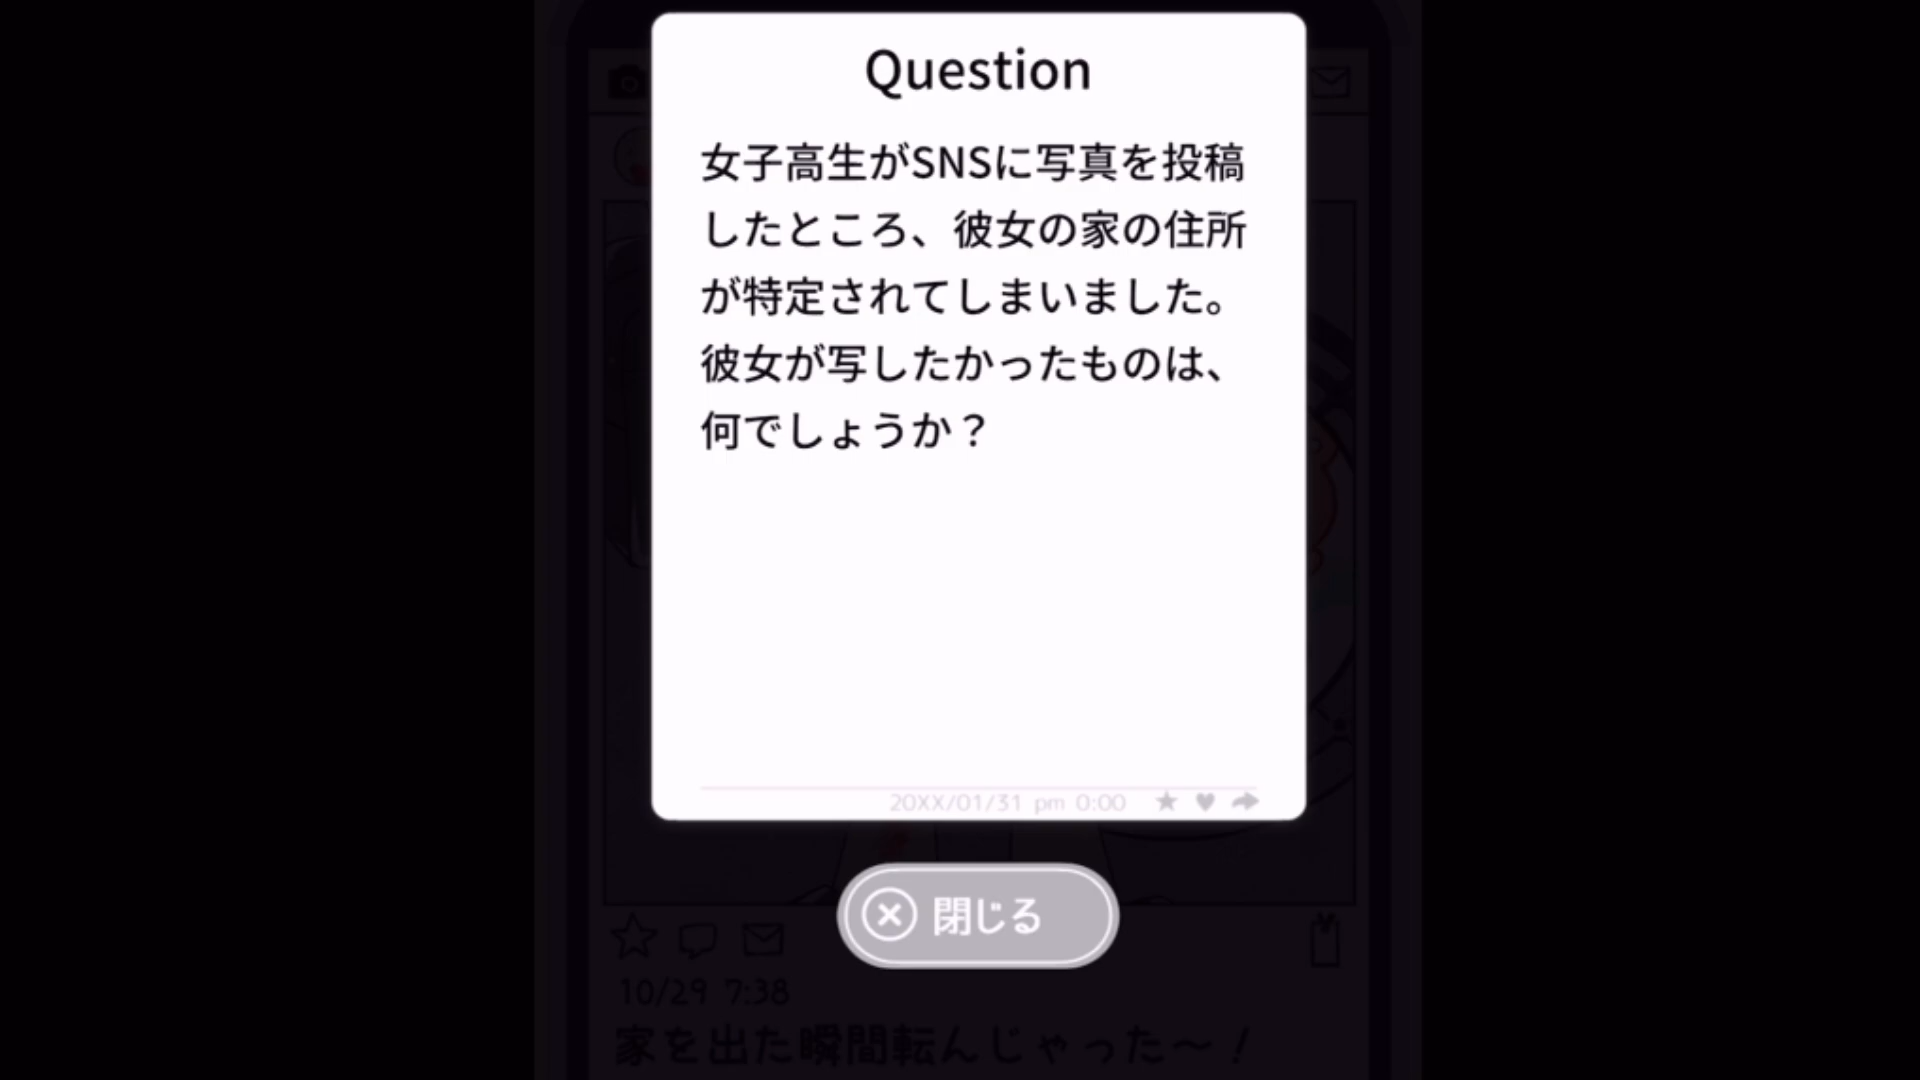 Question
女子高生がSNSに写真を投稿
したところ、彼女の家の住所
が特定されてしまいました。
彼女が写したかったものは、
何でしょうか？
20XX/01/31 pm 0:00
閉じる
10/29 7:38
家を出た瞬間転んじゃった〜！